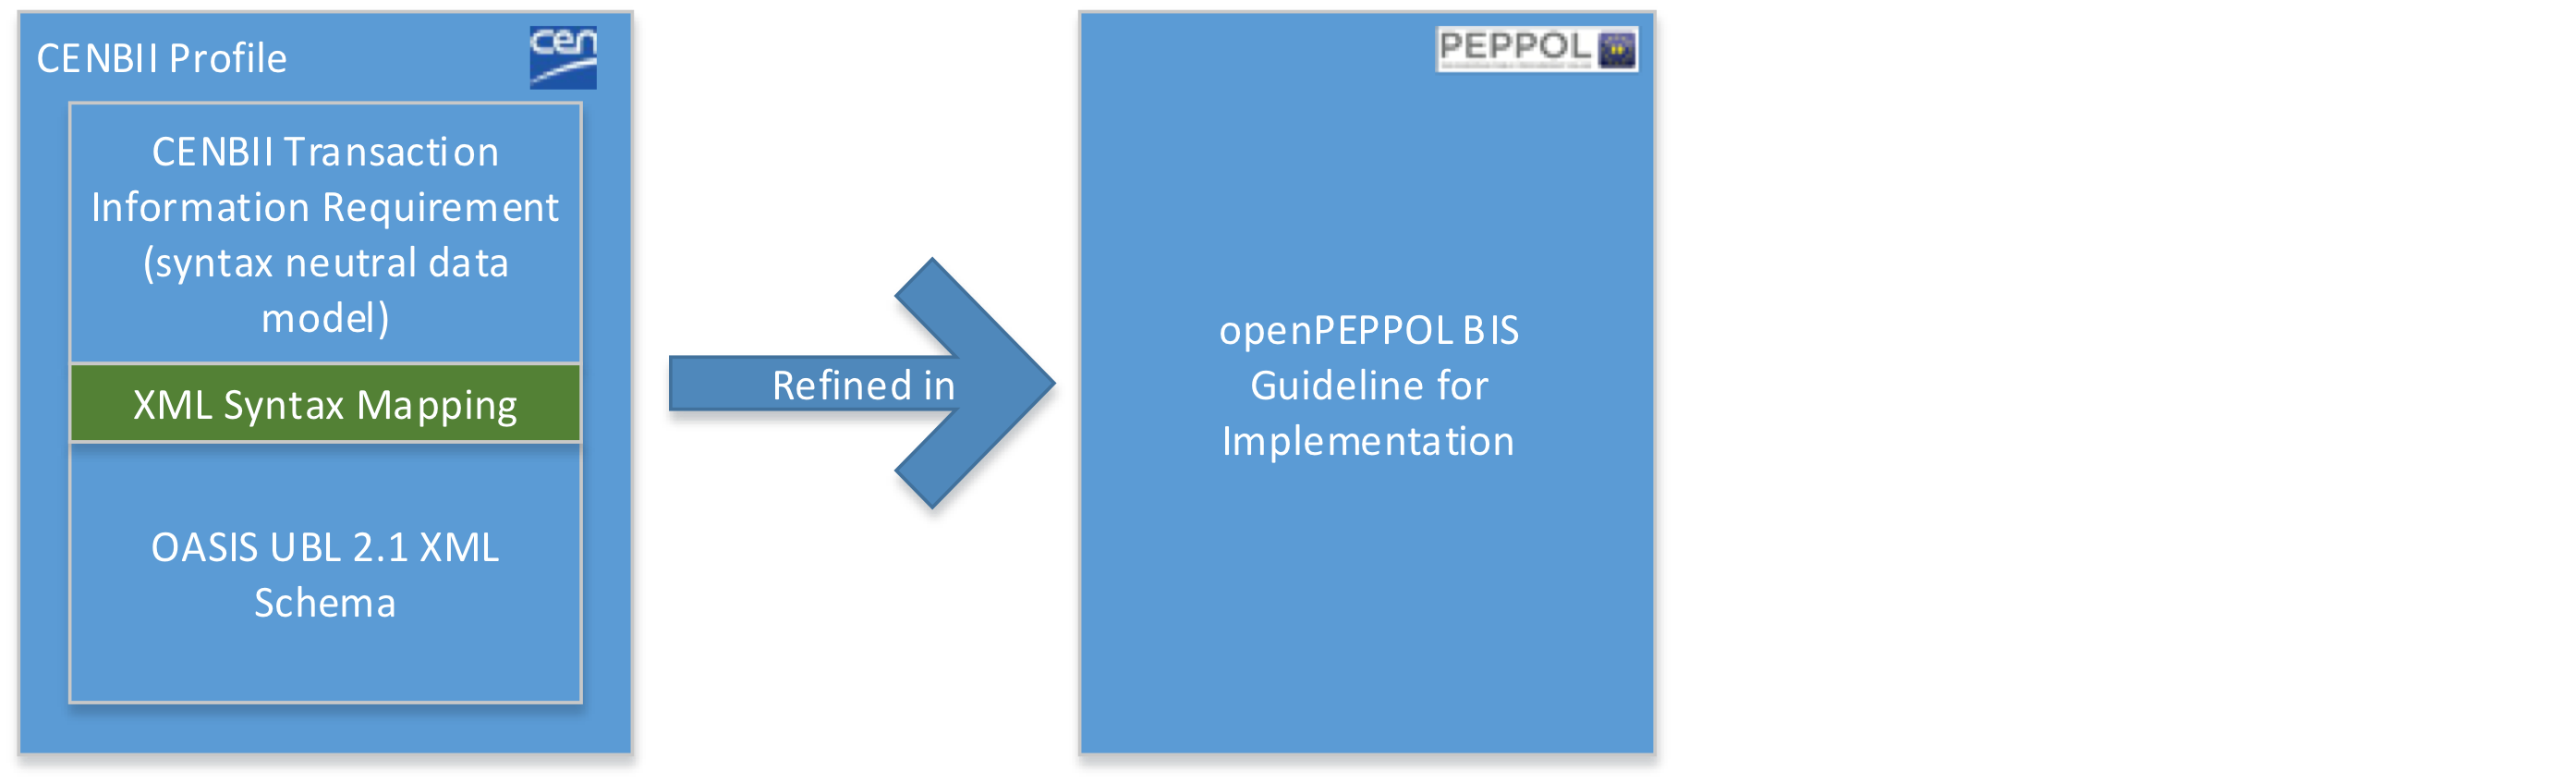 CENBII Profile
cen
CENBII Transaction
Information Requirement
(syntax neutral data
model)
XML Syntax Mapping
OASIS UBL 2.1 XML
Schema
Refined in
PEPPOL
openPEPPOL BIS
Guideline for
Implementation